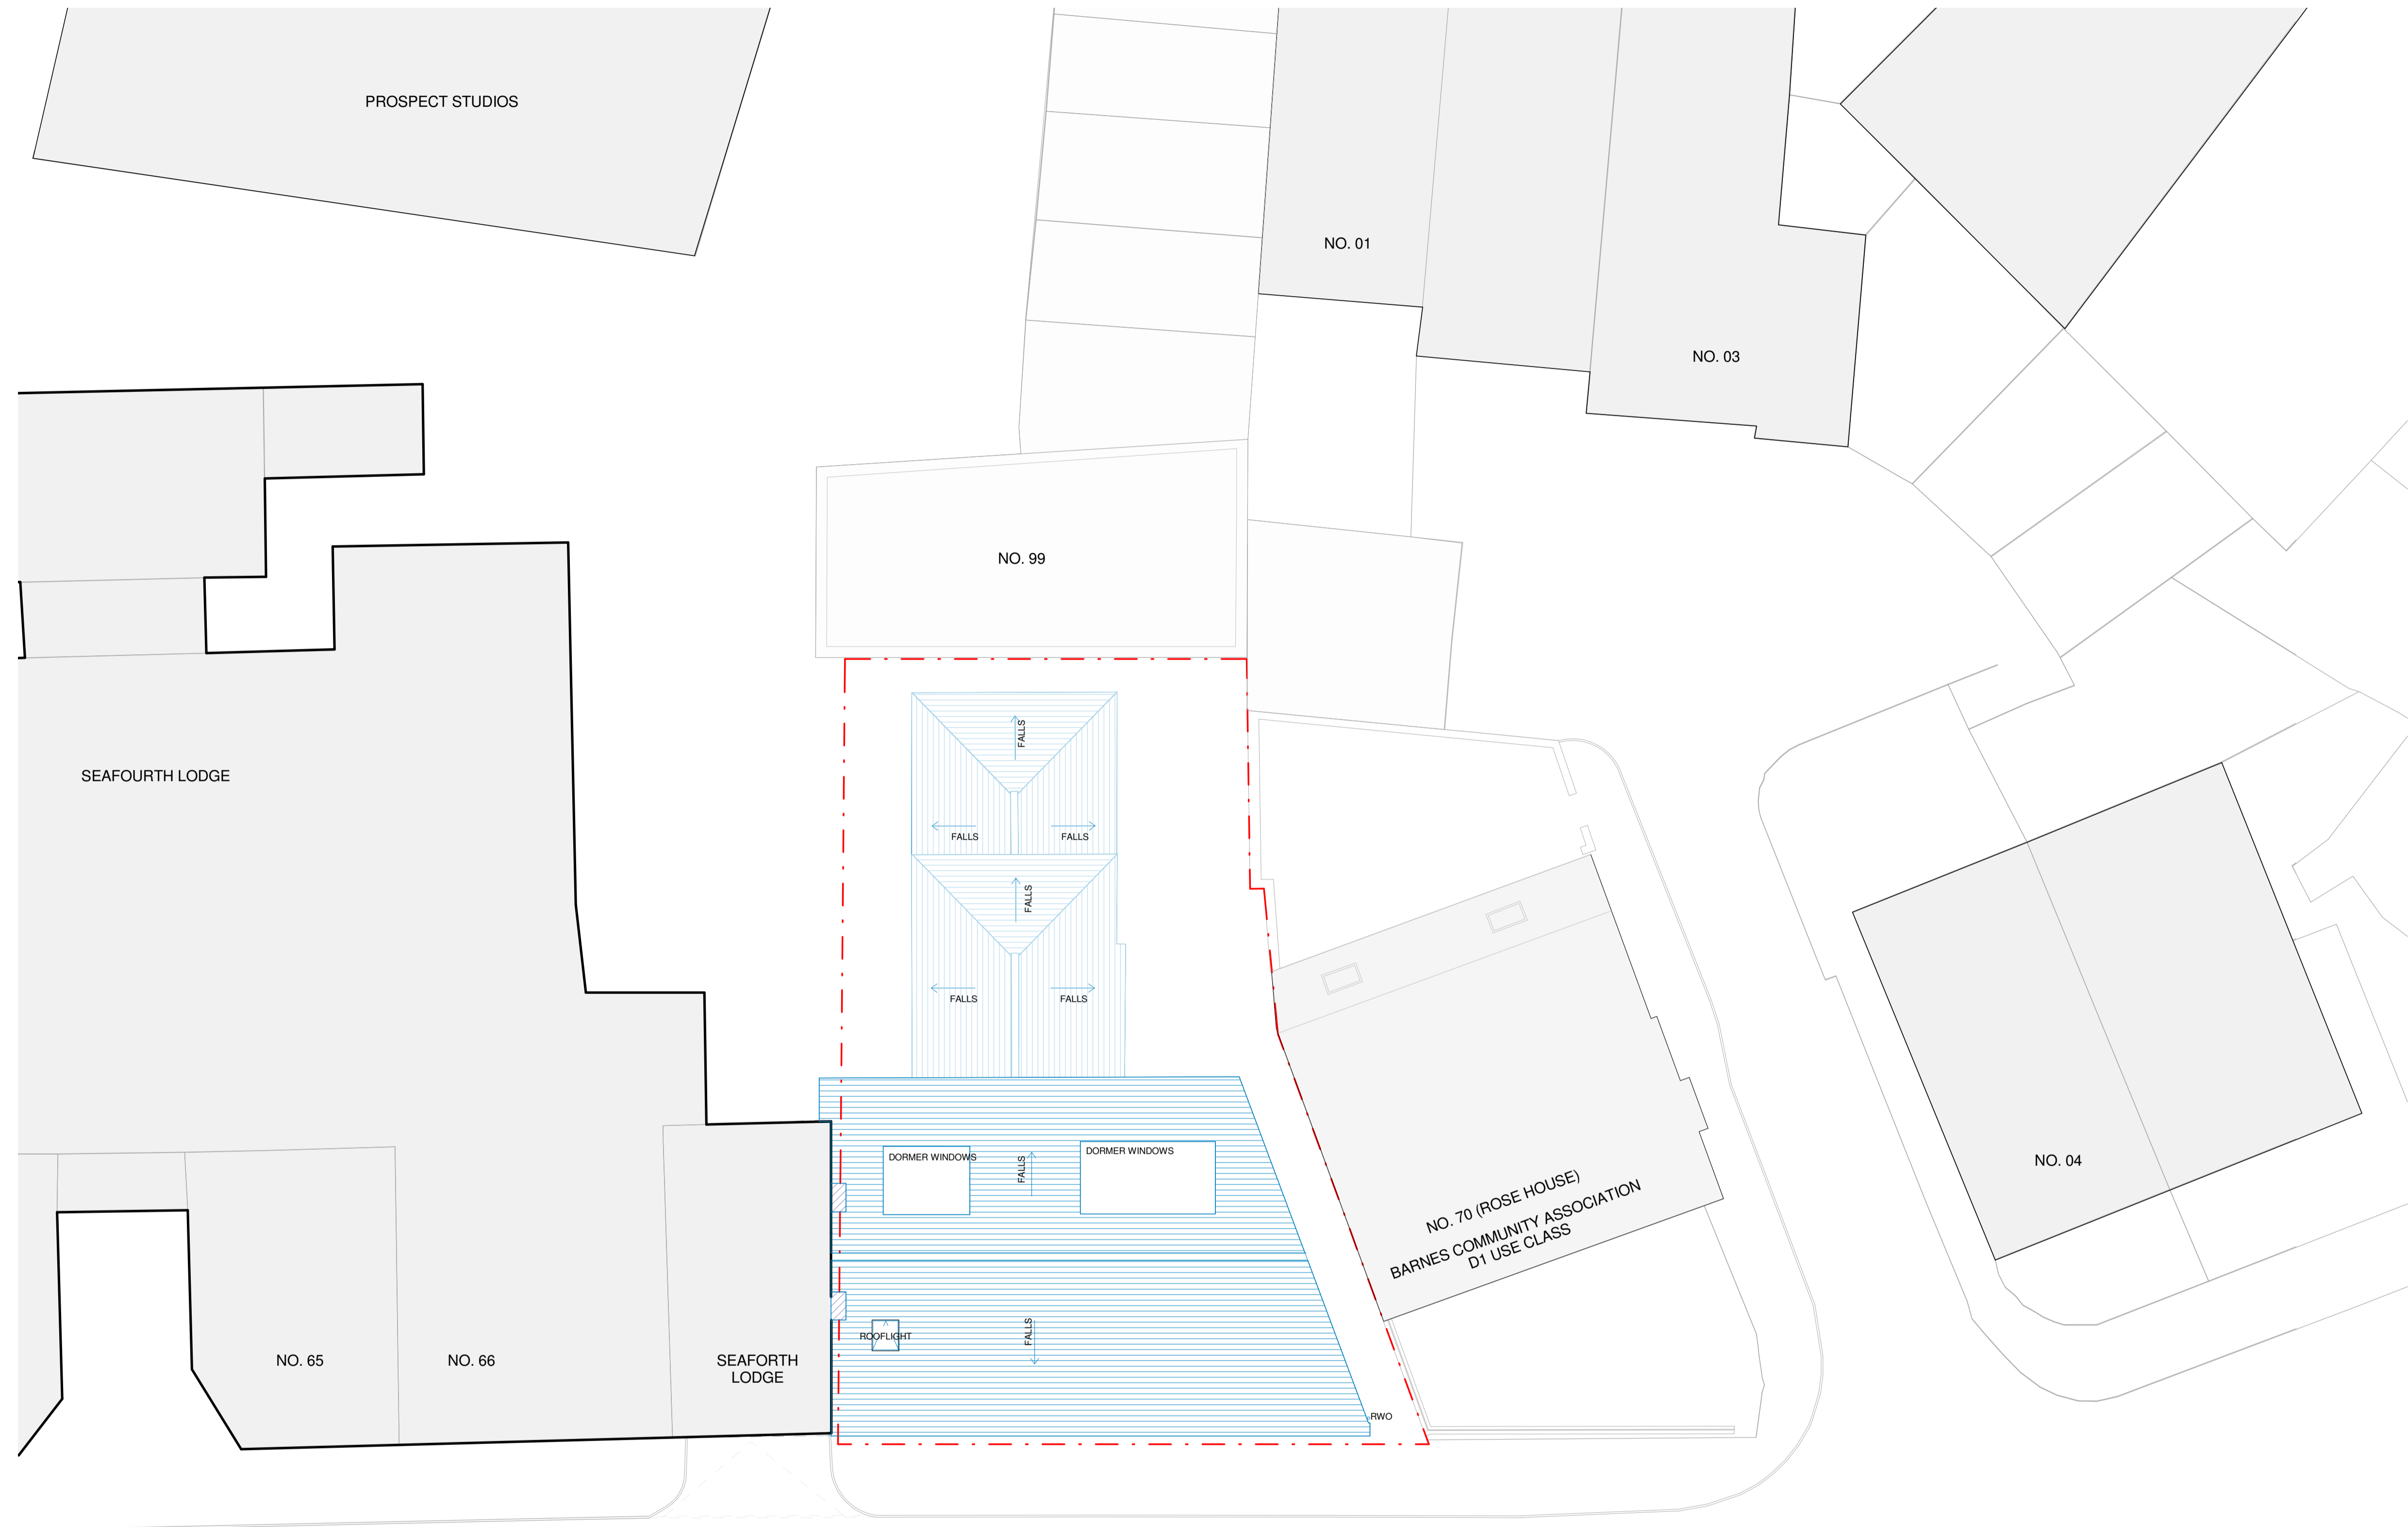 PROSPECT STUDIOS
NO. 01
NO. 03
NO. 99
SEAFOURTH LODGE
FALLS
FALLS
FALLS
FALLS
FALLS
FALLS
DORMER WINDOWS
DORMER WINDOWS
FALLS
NO. 04
NO. 70 (ROSE HOUSE)
BARNES COMMUNITY ASSOCIATION
D1 USE CLASS
ROOFLIGHT
FALLS
NO. 65
NO. 66
SEAFORTH
LODGE
RWO